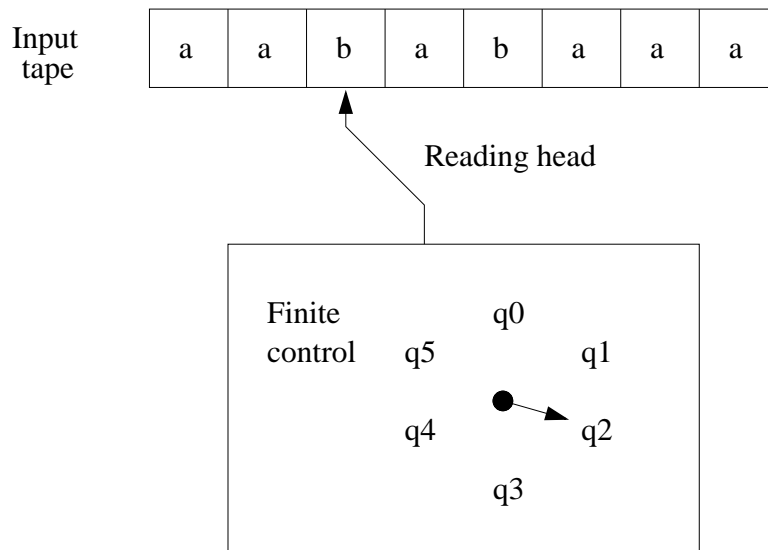 Input
tape
a a b a b a a a
Reading head
Finite
control
q0
q5
q1
q4
q2
q3